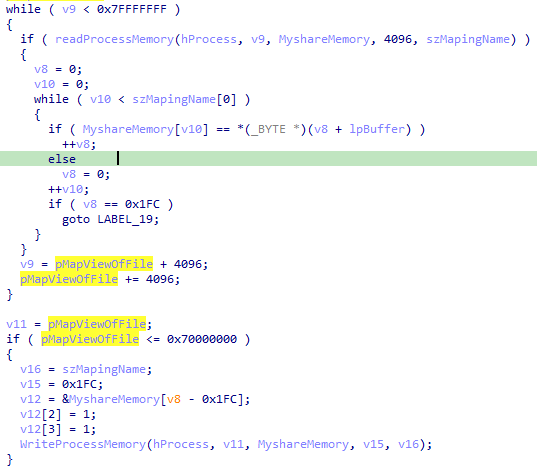 while ( v9 < 0x7FFFFFFF )
{
if ( readProcessMemory(hProcess, v9, MyshareMemory, 4096, szMapingName) )
{
v8 = 0;
v10 = 0;
while ( v10 < szMapingName[0] )
{
if ( MyshareMemory[v10] == *(_BYTE *)(v8 + lpBuffer) )
++v8;
else
v8 = 0;
++v10;
if ( v8 == 0x1FC )
goto LABEL_19;
}
}
v9 = pMapViewOfFile + 4096;
pMapViewOfFile += 4096;
}
v11 = pMapViewOfFile;
if ( pMapViewOfFile <= 0x70000000 )
{
v16 = szMapingName;
v15 = 0x1FC;
v12 = &MyshareMemory[v8 - 0x1FC];
v12[2] = 1;
v12[3] = 1;
WriteProcessMemory(hProcess, v11, MyshareMemory, v15, v16);
}